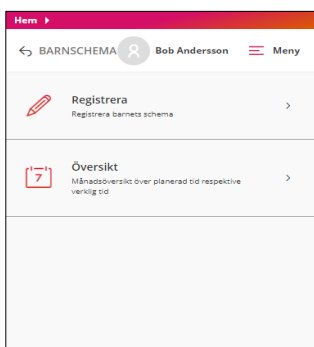 Hem
BARNSCHEMA Bob Andersson Meny
Registrera
Registrera barnets schema
7
Översikt
Månadsöversikt över planerad tid respektive
verklig tid